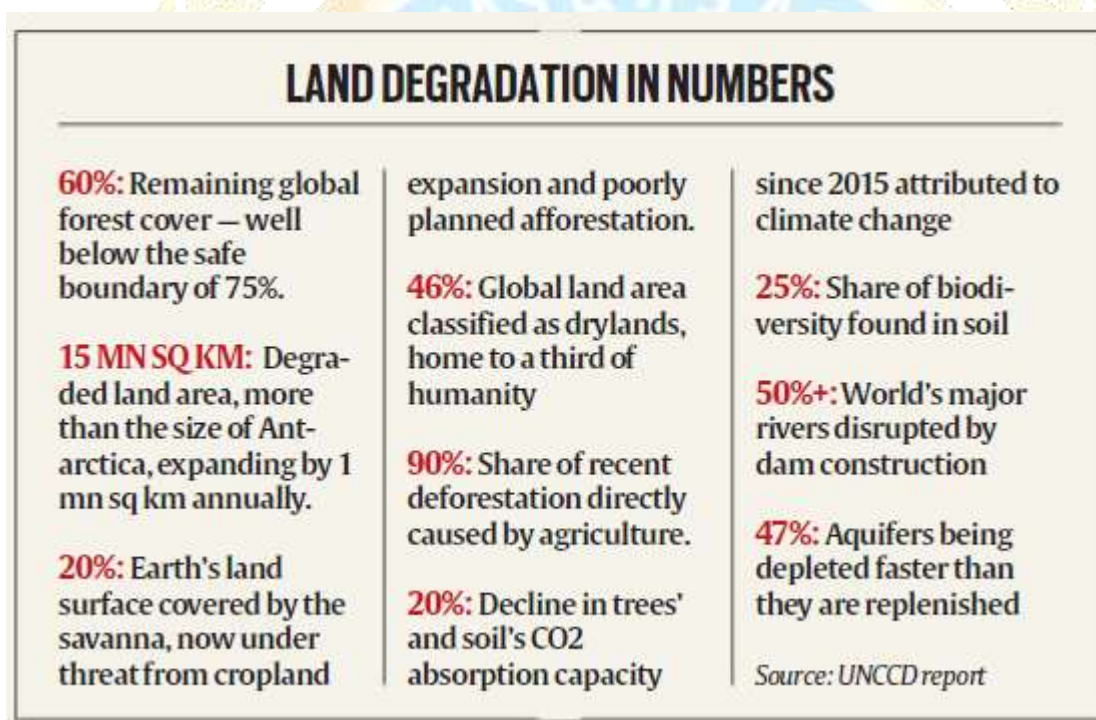 LAND DEGRADATION IN NUMBERS
60%: Remaining global
forest cover — well
below the safe
boundary of 75%.
15 MN SQ KM: Degra-
ded land area, more
than the size of Ant-
arctica, expanding by 1
mn sq km annually.
20%: Earth's land
surface covered by the
savanna, now under
threat from cropland
expansion and poorly
planned afforestation.
46%: Global land area
classified as drylands,
home to a third of
humanity
90%: Share of recent
deforestation directly
caused by agriculture.
20%: Decline in trees'
and soil's CO2
absorption capacity
since 2015 attributed to
climate change
25%: Share of biodi-
versity found in soil
50%+: World's major
rivers disrupted by
dam construction
47%: Aquifers being
depleted faster than
they are replenished
Source: UNCCD report